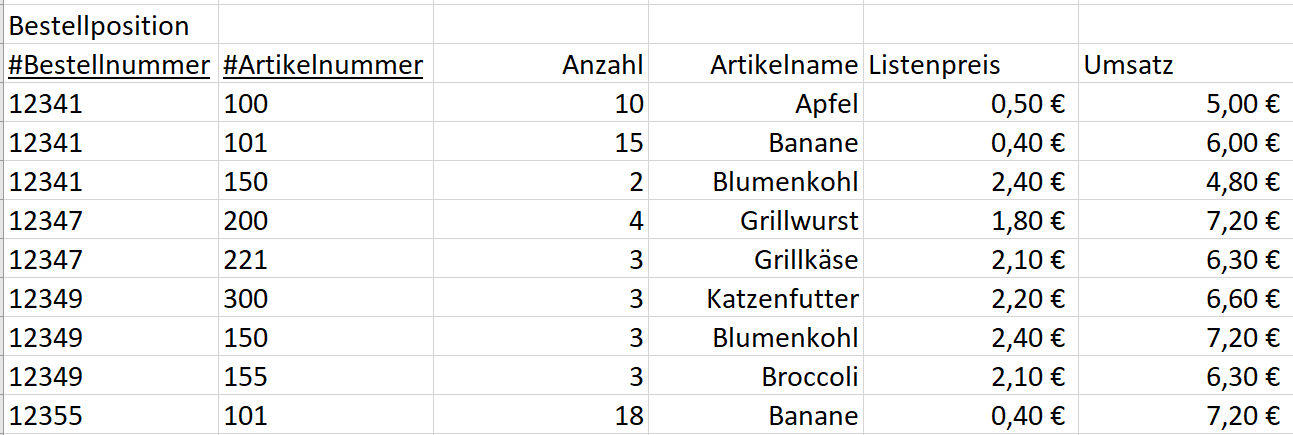 Bestellposition
#Bestellnummer #Artikelnummer Anzahl Artikelname Listenpreis Umsatz
12341 100 10 Apfel 0,50 € 5,00 €
12341 101 15 Banane 0,40 € 6,00 €
12341 150 2 Blumenkohl 2,40 € 4,80 €
12347 200 4 Grillwurst 1,80 € 7,20 €
12347 221 3 Grillkäse 2,10 € 6,30 €
12349 300 3 Katzenfutter 2,20 € 6,60 €
12349 150 3 Blumenkohl 2,40 € 7,20 €
12349 155 3 Broccoli 2,10 € 6,30 €
12355 101 18 Banane 0,40 € 7,20 €